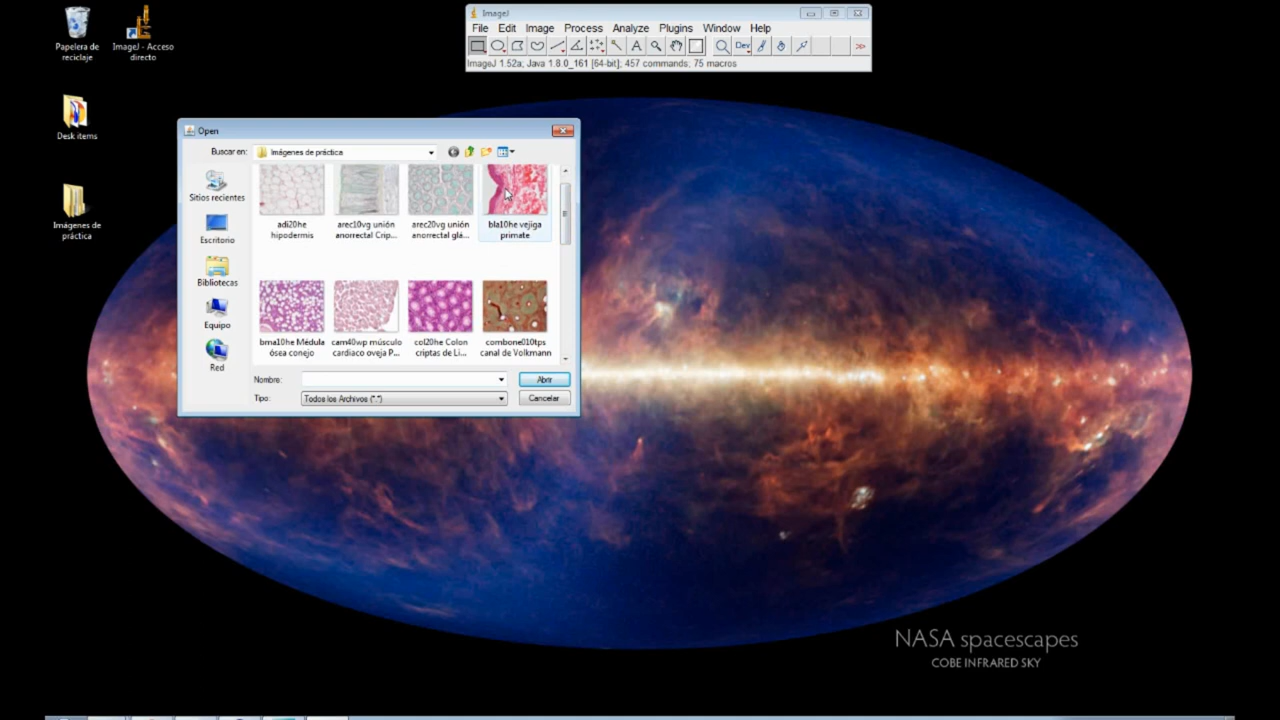 Papelera de
reciclaje
ImageJ - Acceso
directo
Desk items
Imágenes de
práctica
ImageJ
File Edit Image Process Analyze Plugins Window Help
A Dev >>
ImageJ 1.52a; Java 1.8.0_161 [64-bit]; 457 commands; 75 macros
Open
Buscar en: Imágenes de práctica
Sitios recientes
Escritorio
Bibliotecas
Equipo
Red
adi20he
hipodermis
arec10vg unión
anorrectal Crip...
arec20vg unión
anorrectal glá...
bla10he vejiga
primate
bma10he Médula
ósea conejo
cam40wp músculo
cardiaco oveja P...
col20he Colon
criptas de Li...
combone010tps
canal de Volkmann
Nombre:
Abrir
Tipo: Todos los Archivos (*.*)
Cancelar
NASA spacescapes
COBE INFRARED SKY